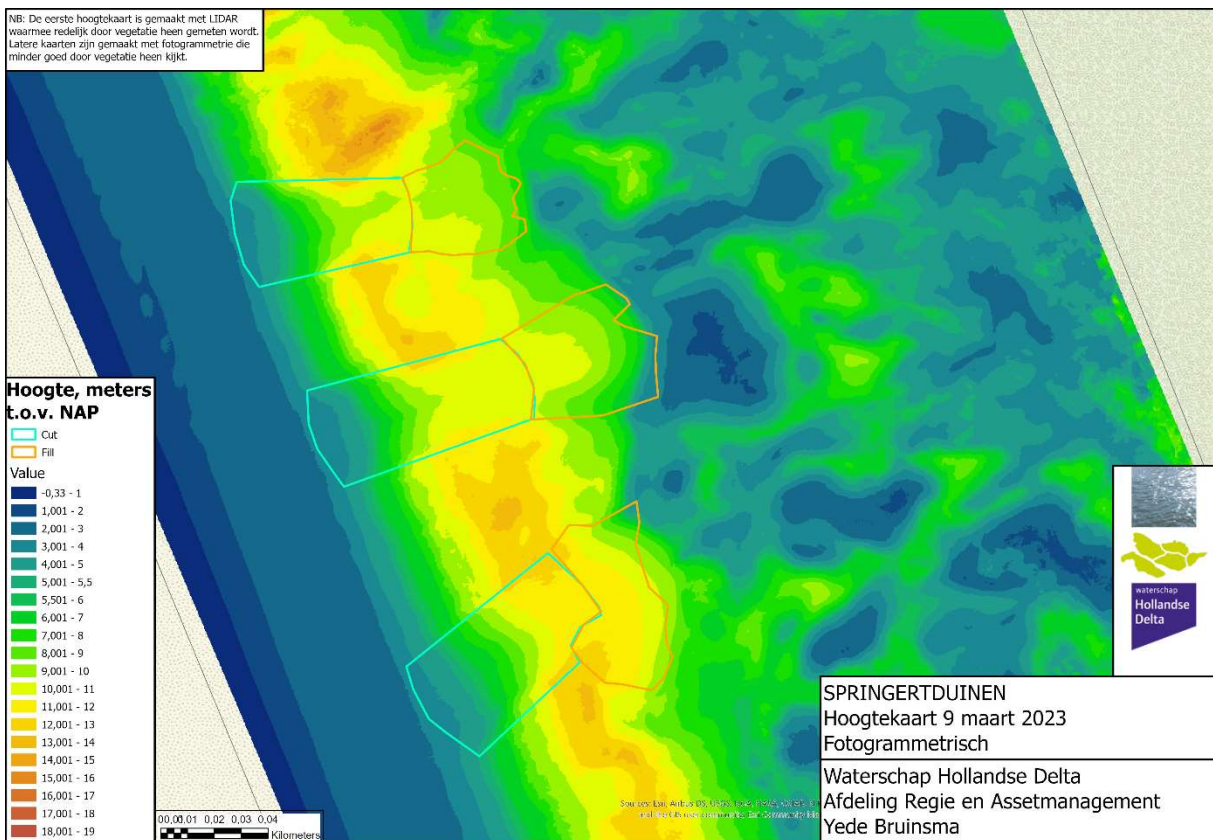 NB: De eerste hoogtekaart is gemaakt met LIDAR
waarmee redelijk door vegetatie heen gemeten wordt.
Latere kaarten zijn gemaakt met fotogrammetrie die
minder goed door vegetatie heen kijkt.
Hoogte, meters
t.o.v. NAP
Cut
Fill
Value
-0,33 - 1
1,001 - 2
2,001 - 3
3,001 - 4
4,001 - 5
5,001 - 5,5
5,501 - 6
6,001 - 7
7,001 - 8
8,001 - 9
9,001 - 10
10,001 - 11
11,001 - 12
12,001 - 13
13,001 - 14
14,001 - 15
15,001 - 16
16,001 - 17
17,001 - 18
18,001 - 19
0,01 0,02 0,03 0,04
Kilometers
waterschap
Hollandse
Delta
SPRINGERTDUINEN
Hoogtekaart 9 maart 2023
Fotogrammetrisch
Waterschap Hollandse Delta
Afdeling Regie en Assetmanagement
Yede Bruinsma